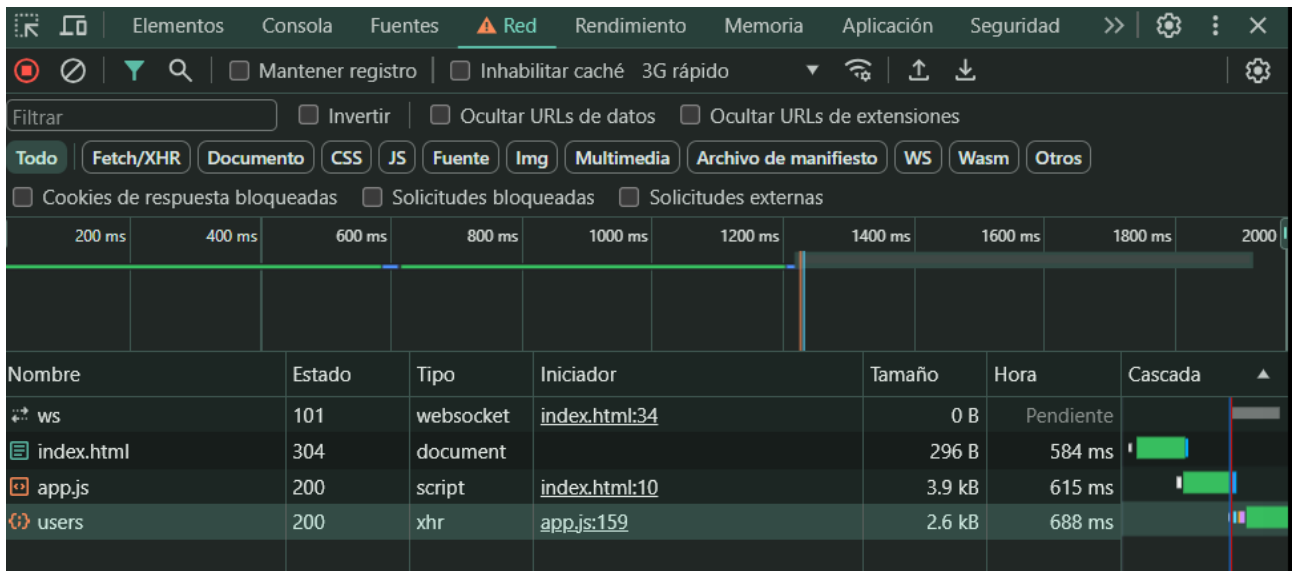 Elementos Consola Fuentes Red Rendimiento Memoria Aplicación Seguridad
Mantener registro Inhabilitar caché 3G rápido
Filtrar Invertir Ocultar URLs de datos Ocultar URLs de extensiones
Todo Fetch/XHR Documento CSS JS Fuente Img Multimedia Archivo de manifiesto WS Wasm Otros
Cookies de respuesta bloqueadas Solicitudes bloqueadas Solicitudes externas
200 ms 400 ms 600 ms 800 ms 1000 ms 1200 ms 1400 ms 1600 ms 1800 ms 2000
Nombre Estado Tipo Iniciador Tamaño Hora Cascada
ws 101 websocket index.html:34 0 B Pendiente
index.html 304 document 296 B 584 ms
app.js 200 script index.html:10 3.9 kB 615 ms
users 200 xhr app.js:159 2.6 kB 688 ms